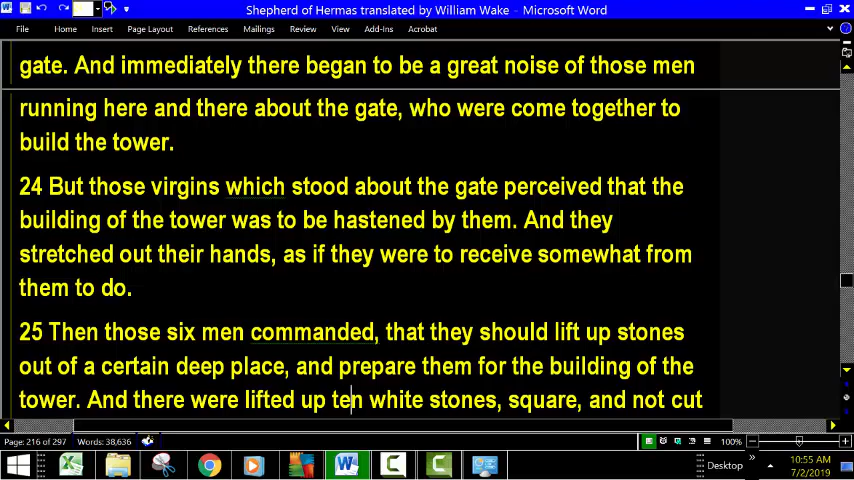 Shepherd of Hermas translated by William Wake - Microsoft Word
File Home Insert Page Layout References Mailings Review View Add-Ins Acrobat
gate. And immediately there began to be a great noise of those men
running here and there about the gate, who were come together to
build the tower.
24 But those virgins which stood about the gate perceived that the
building of the tower was to be hastened by them. And they
stretched out their hands, as if they were to receive somewhat from
them to do.
25 Then those six men commanded, that they should lift up stones
out of a certain deep place, and prepare them for the building of the
tower. And there were lifted up ten white stones, square, and not cut
Page: 216 of 297 Words: 38,636 100%
Desktop
10:55 AM
7/2/2019